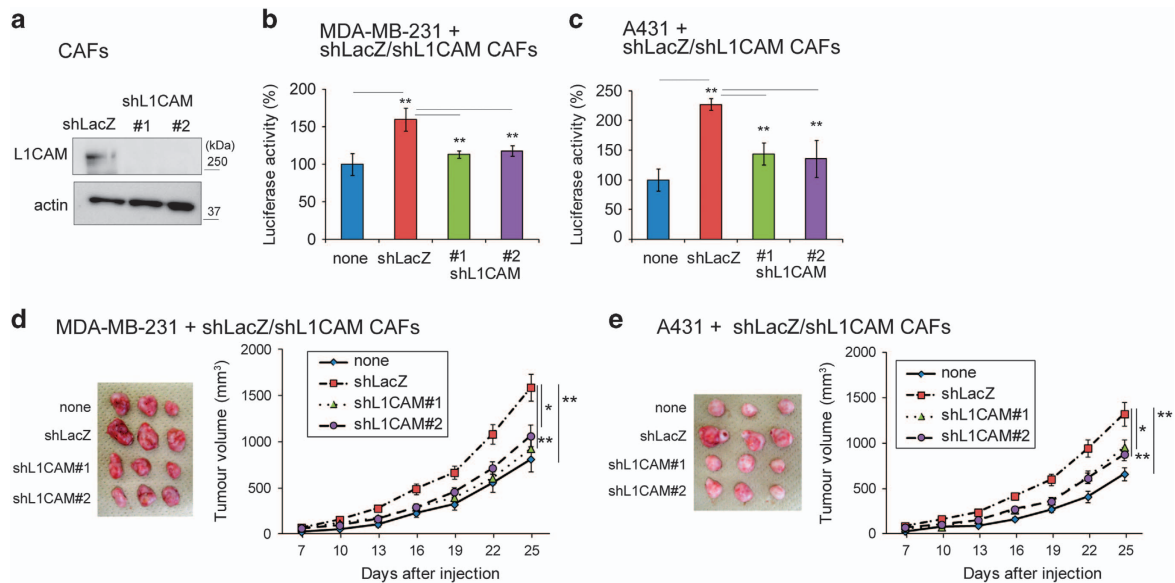 a
CAFs
shL1CAM
shLacZ #1 #2
(kDa)
L1CAM
250
actin
37
b
MDA-MB-231 +
shLacZ/shL1CAM CAFs
Luciferase activity (%)
200
150
100
50
0
**
**
**
none shLacZ #1 #2
shL1CAM
c
A431 +
shLacZ/shL1CAM CAFs
Luciferase activity (%)
250
200
150
100
50
0
**
**
**
none shLacZ #1 #2
shL1CAM
d
MDA-MB-231 + shLacZ/shL1CAM CAFs
none
shLacZ
shL1CAM#1
shL1CAM#2
Tumour volume (mm³)
2000
1500
1000
500
0
none
shLacZ
shL1CAM#1
shL1CAM#2
**
*
**
7 10 13 16 19 22 25
Days after injection
e
A431 + shLacZ/shL1CAM CAFs
none
shLacZ
shL1CAM#1
shL1CAM#2
Tumour volume (mm³)
2000
1500
1000
500
0
none
shLacZ
shL1CAM#1
shL1CAM#2
**
*
**
7 10 13 16 19 22 25
Days after injection